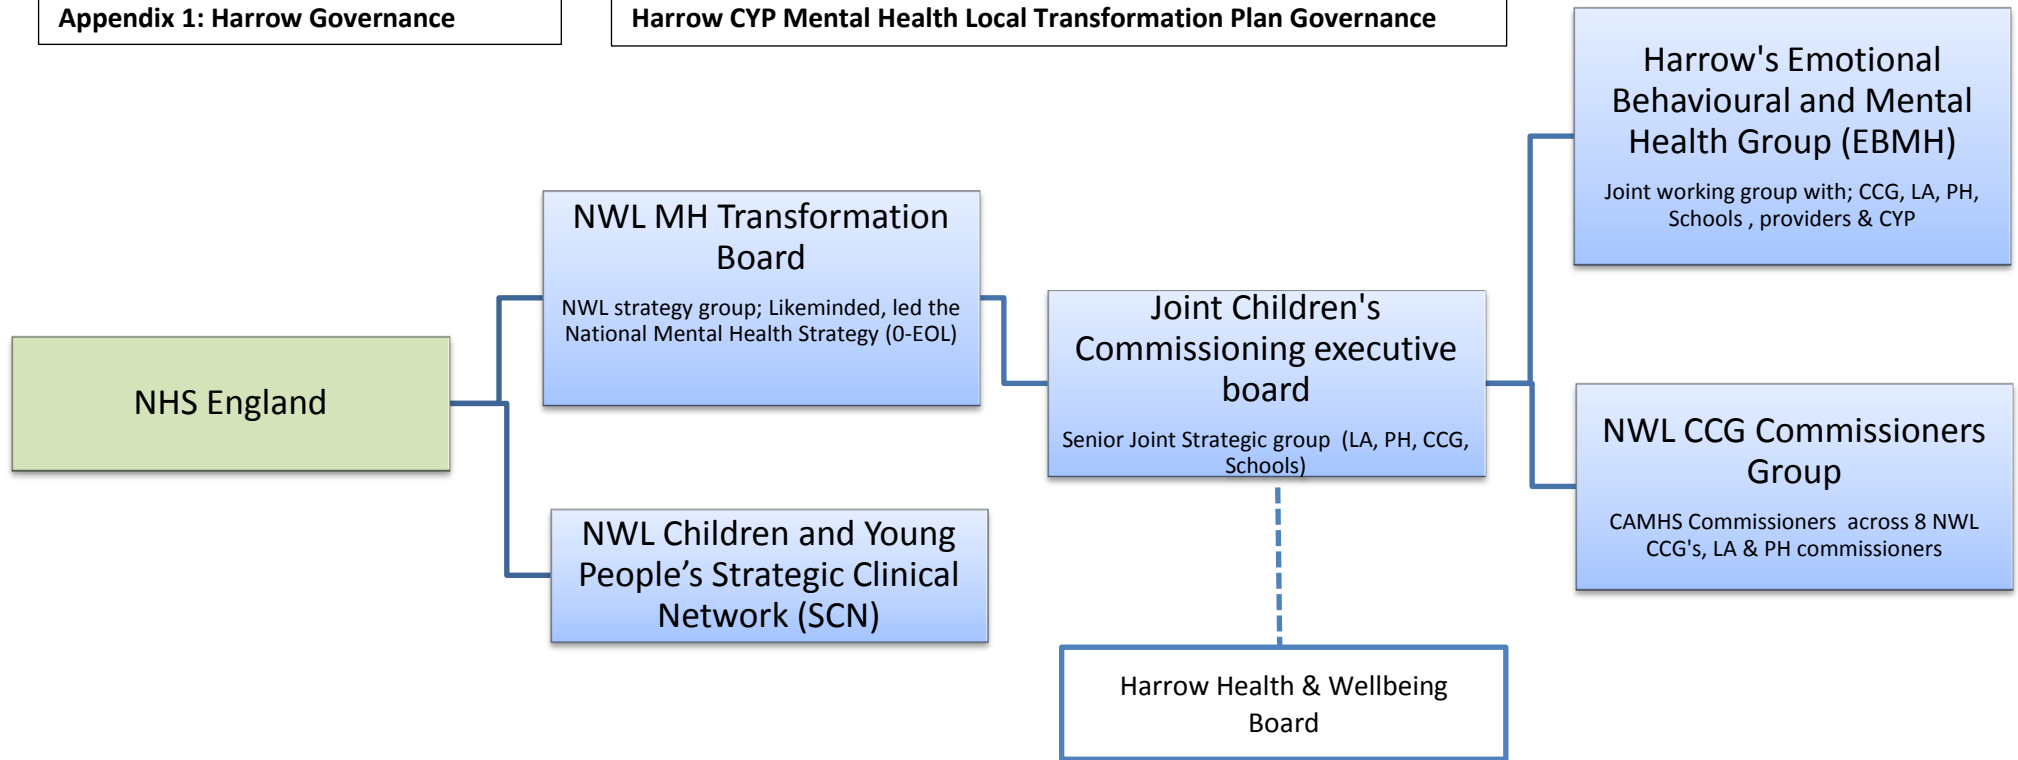 Appendix 1: Harrow Governance
Harrow CYP Mental Health Local Transformation Plan Governance
NHS England
NWL MH Transformation
Board
NWL strategy group; Likeminded, led the
National Mental Health Strategy (0-EOL)
NWL Children and Young
People’s Strategic Clinical
Network (SCN)
Joint Children's
Commissioning executive
board
Senior Joint Strategic group (LA, PH, CCG,
Schools)
Harrow Health & Wellbeing
Board
Harrow's Emotional
Behavioural and Mental
Health Group (EBMH)
Joint working group with; CCG, LA, PH,
Schools , providers & CYP
NWL CCG Commissioners
Group
CAMHS Commissioners across 8 NWL
CCG's, LA & PH commissioners